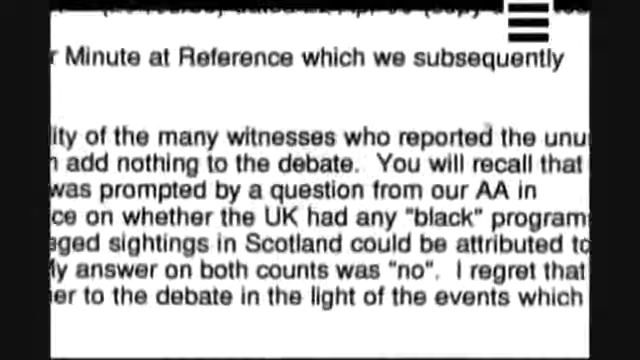 r Minute at Reference which we subsequently
lity of the many witnesses who reported the unu
n add nothing to the debate. You will recall that
was prompted by a question from our AA in
ce on whether the UK had any "black" program
eged sightings in Scotland could be attributed to
My answer on both counts was "no". I regret that
er to the debate in the light of the events which